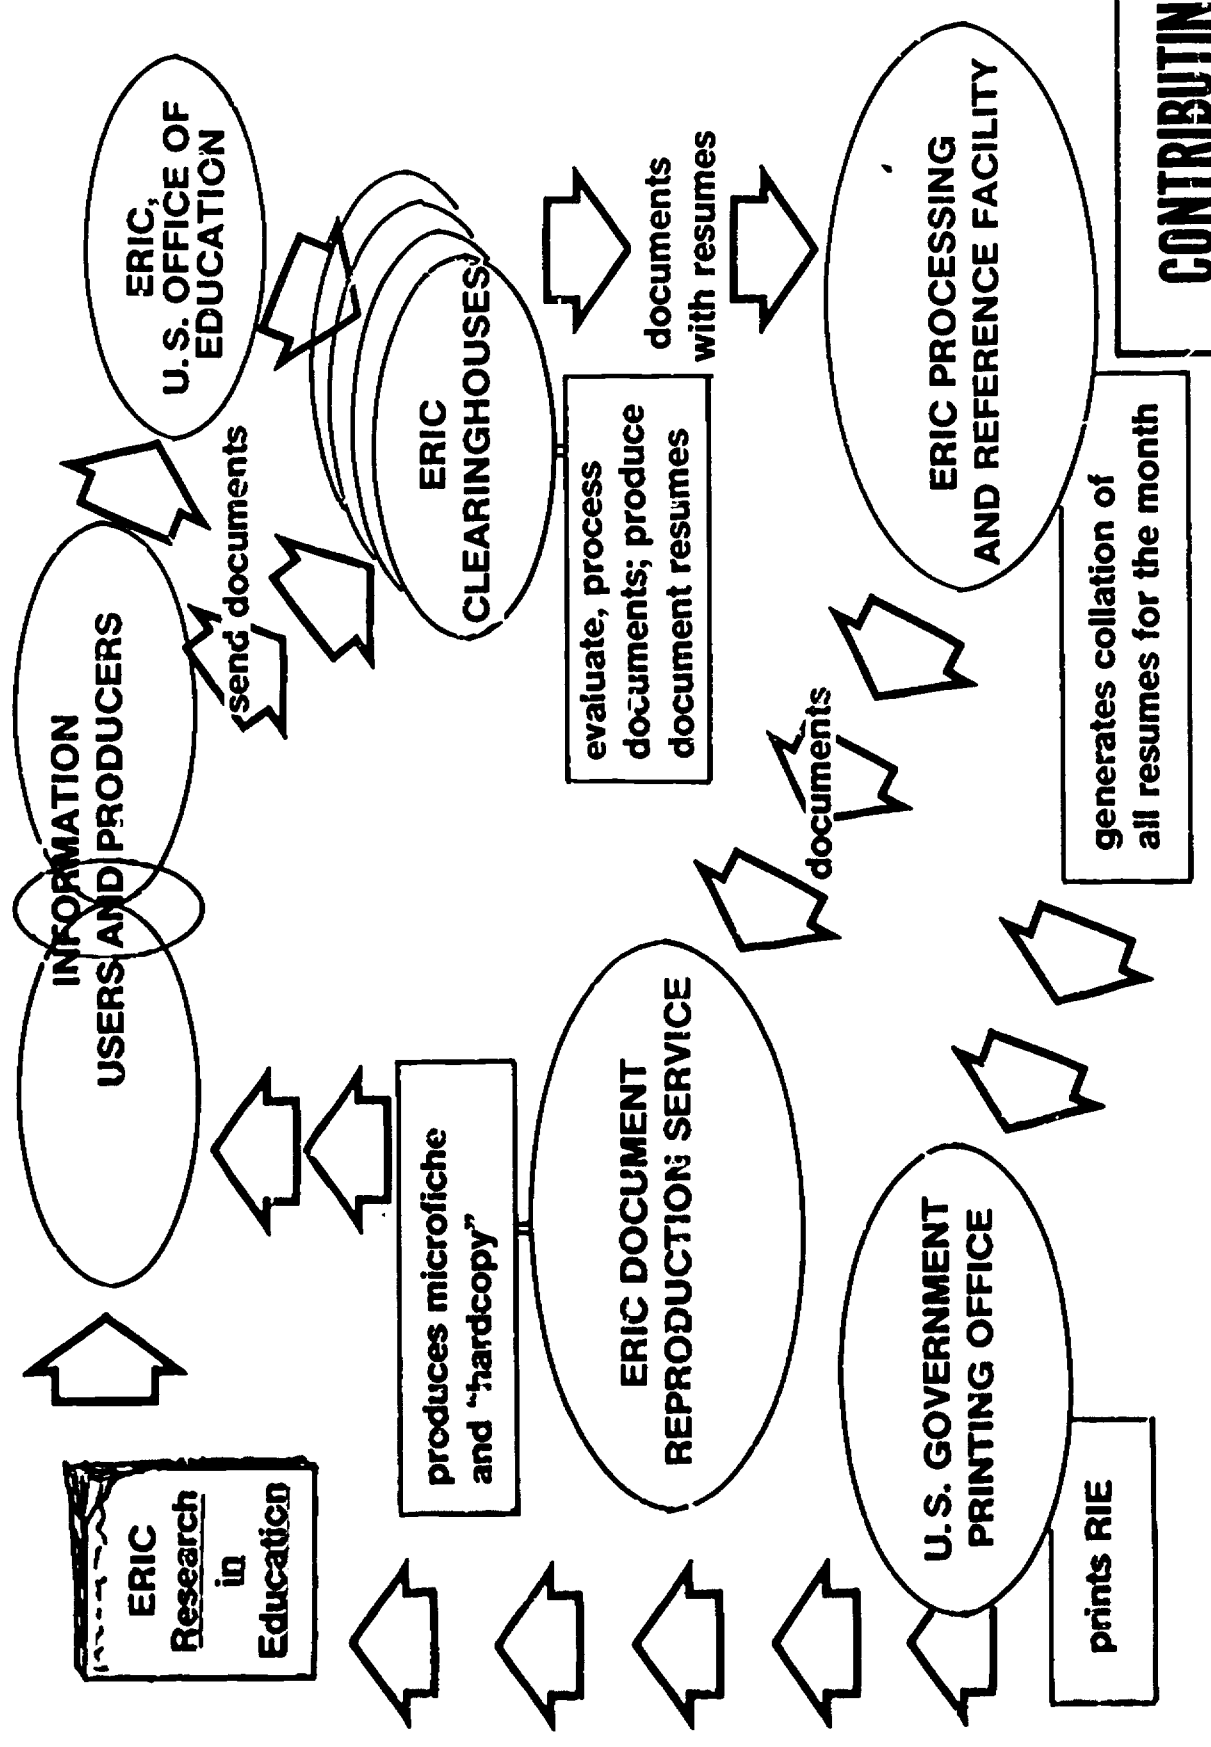 INFORMATION
USERS AND PRODUCERS
ERIC,
U.S. OFFICE OF
EDUCATION
send documents
ERIC
CLEARINGHOUSES
evaluate, process
documents; produce
document resumes
documents
with resumes
ERIC PROCESSING
AND REFERENCE FACILITY
generates collation of
all resumes for the month
documents
ERIC DOCUMENT
REPRODUCTION SERVICE
produces microfiche
and "hardcopy"
U.S. GOVERNMENT
PRINTING OFFICE
prints RIE
ERIC
Research
in
Education
CONTRIBUTIN